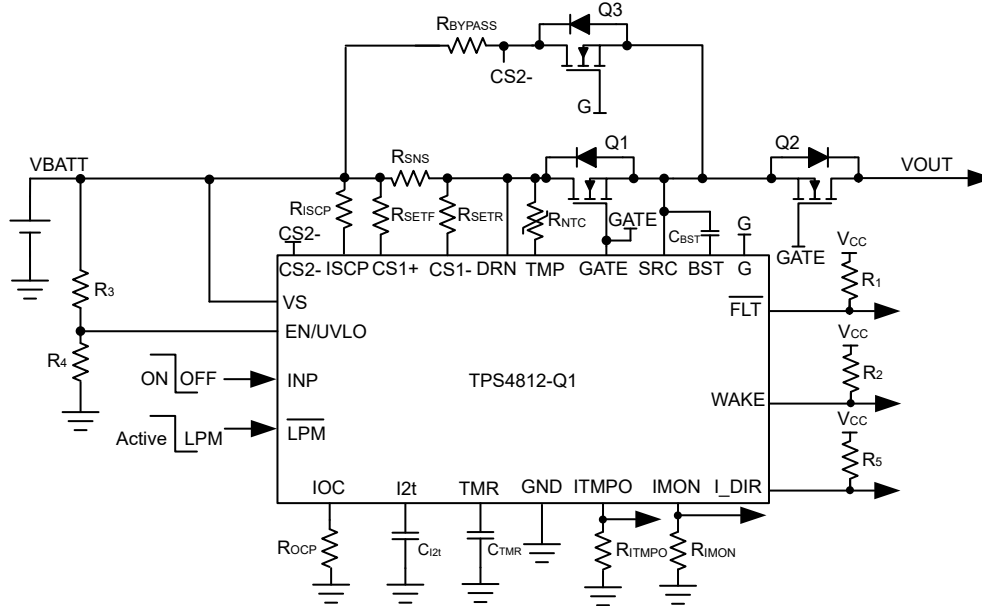 Q3
RBYPASS
CS2-
G
Q1
Q2
VBATT
RSNS
VOUT
RISCP
RSETF
RSETR
RNTC
GATE
CBST
G
CS2-
GATE
VCC
CS2- ISCP CS1+ CS1- DRN TMP GATE SRC BST G
R1
R3
VS
FLT
EN/UVLO
VCC
R4
R2
ON OFF
INP
TPS4812-Q1
WAKE
VCC
Active LPM
LPM
R5
IOC I2t TMR GND ITMPO IMON I_DIR
ROCP
CI2t
CTMR
RITMPO
RIMON